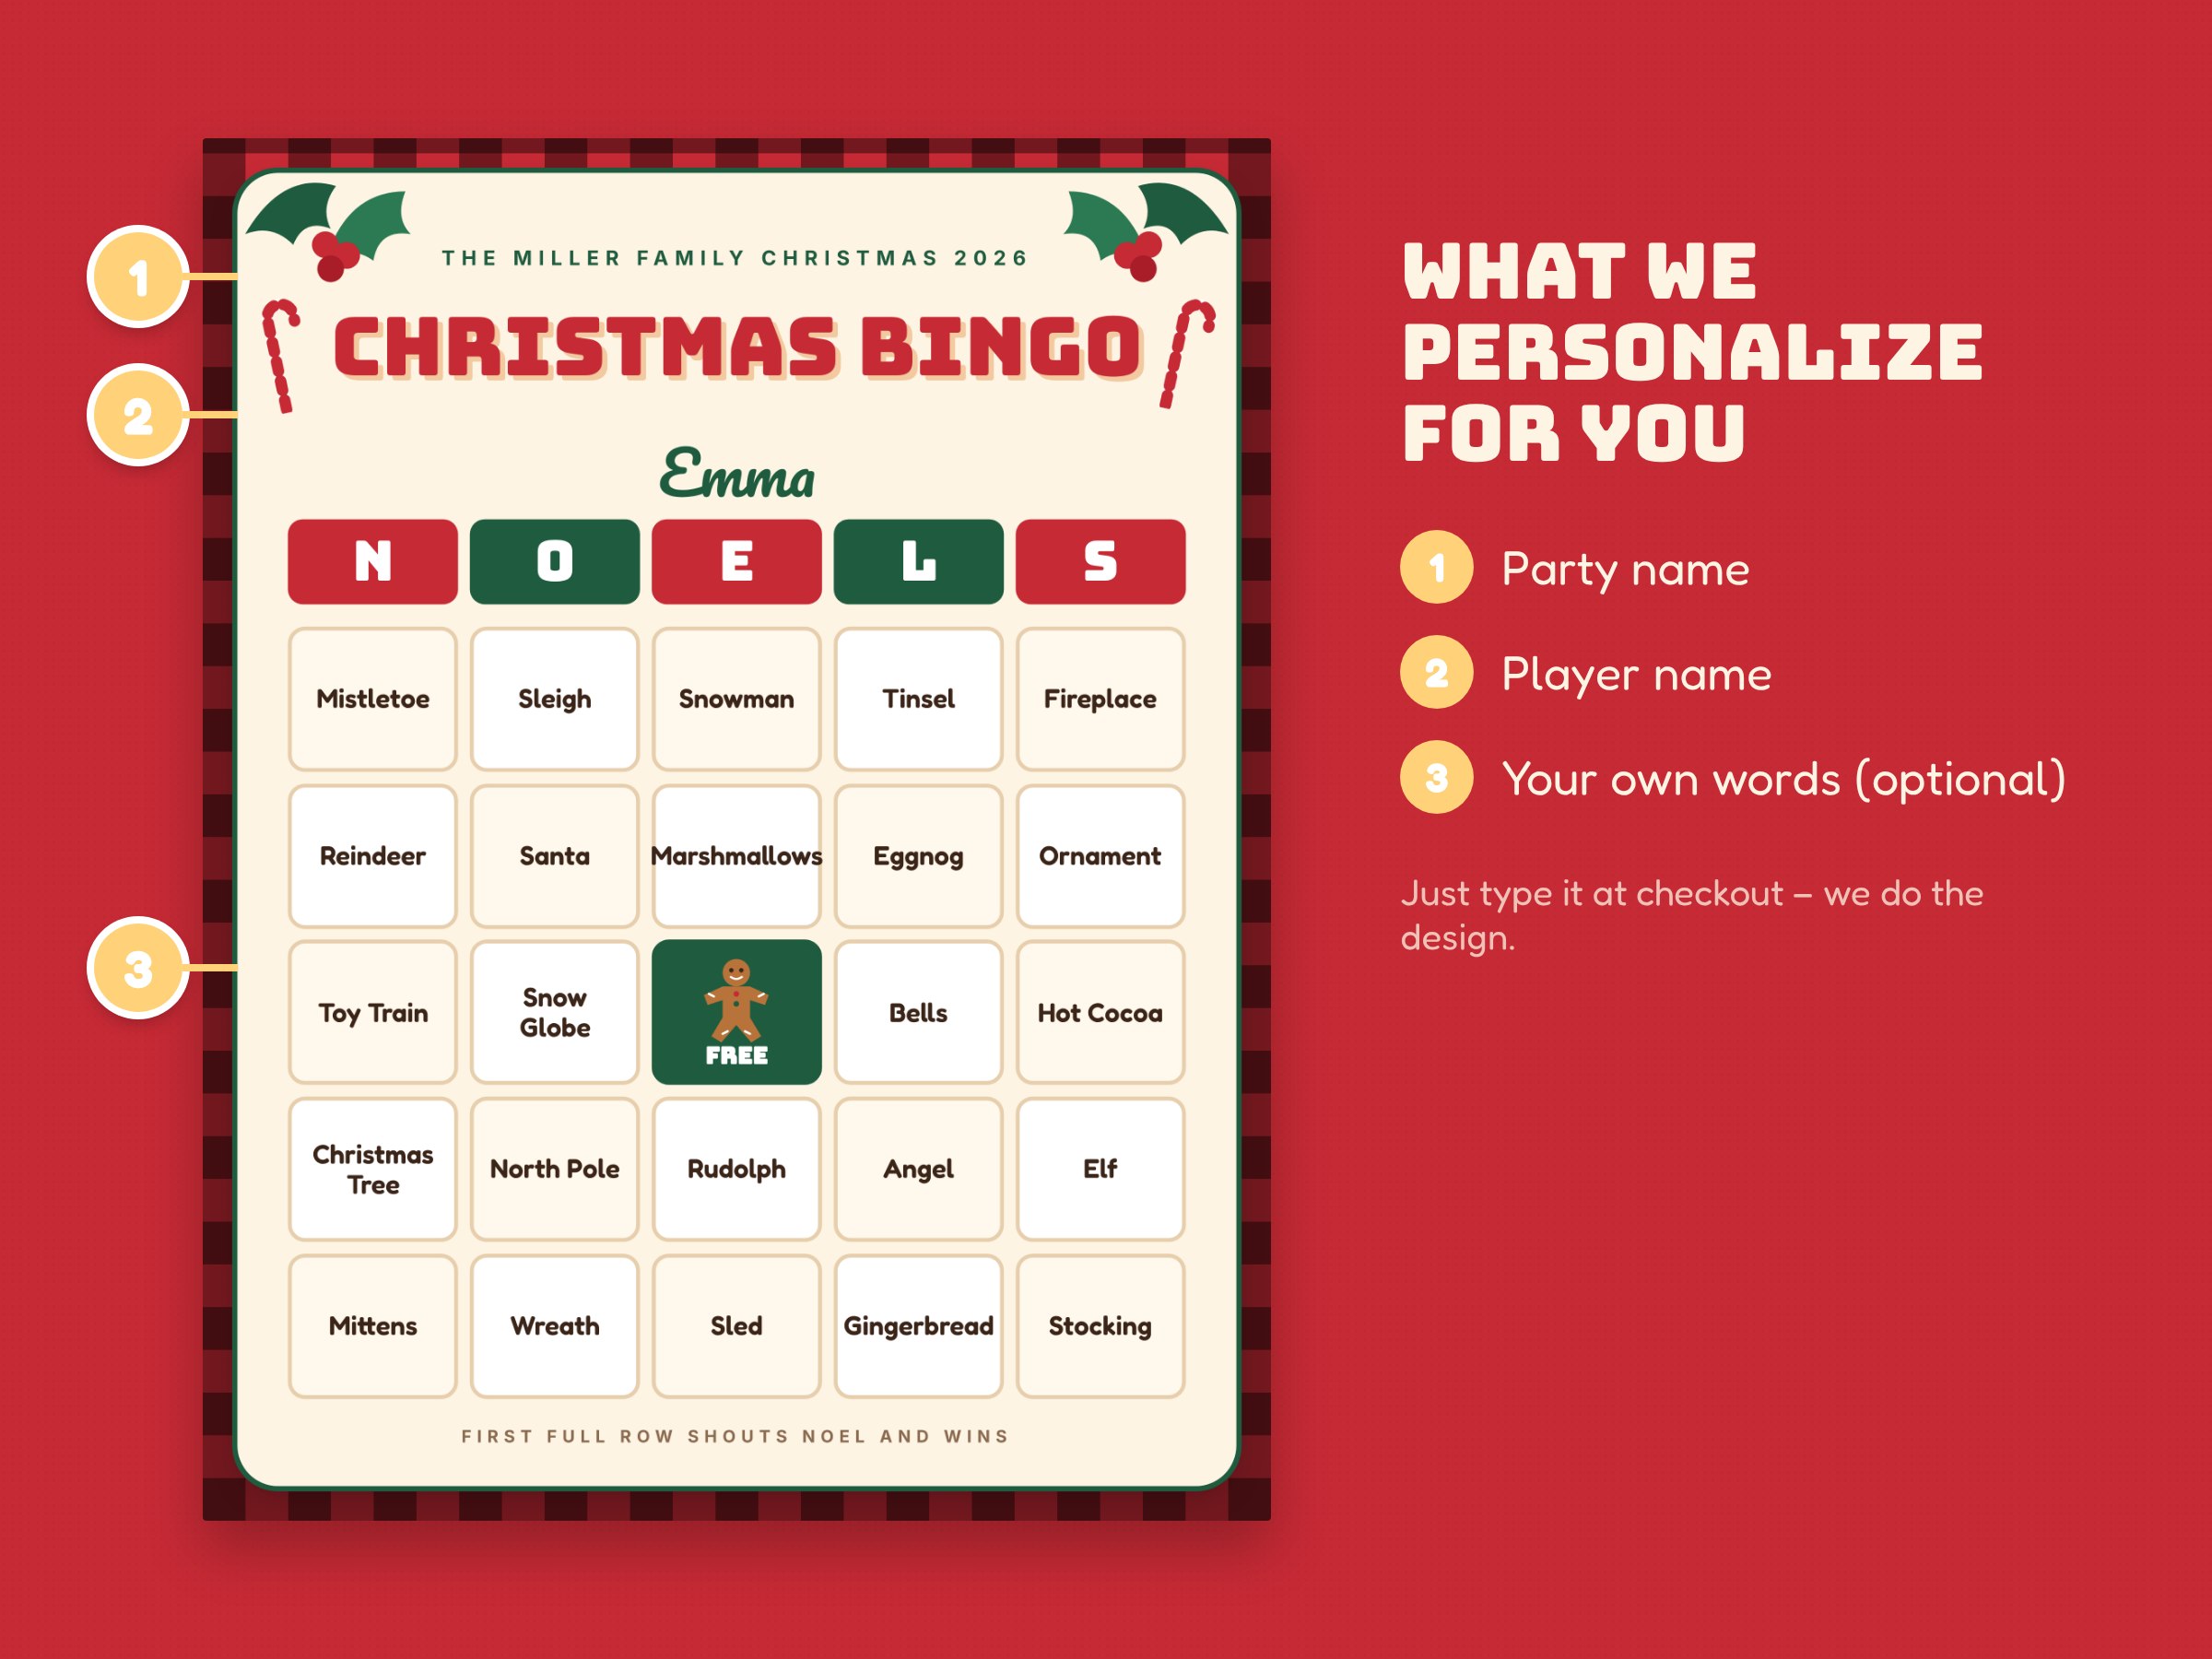 1
THE MILLER FAMILY CHRISTMAS 2026
CHRISTMAS BINGO
2
Emma
N O E L S
Mistletoe Sleigh Snowman Tinsel Fireplace
Reindeer Santa Marshmallows Eggnog Ornament
3
Toy Train Snow Globe FREE Bells Hot Cocoa
Christmas Tree North Pole Rudolph Angel Elf
Mittens Wreath Sled Gingerbread Stocking
FIRST FULL ROW SHOUTS NOEL AND WINS
WHAT WE
PERSONALIZE
FOR YOU
1 Party name
2 Player name
3 Your own words (optional)
Just type it at checkout – we do the
design.